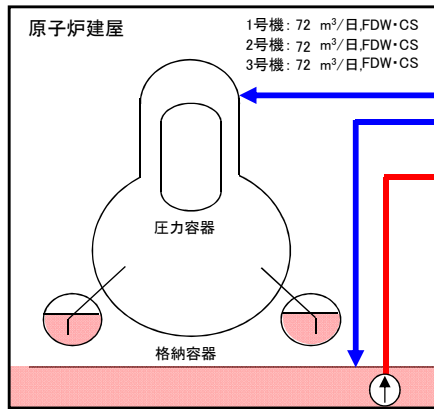 原子炉建屋
1号機: 72 m³/日,FDW・CS
2号機: 72 m³/日,FDW・CS
3号機: 72 m³/日,FDW・CS
圧力容器
格納容器